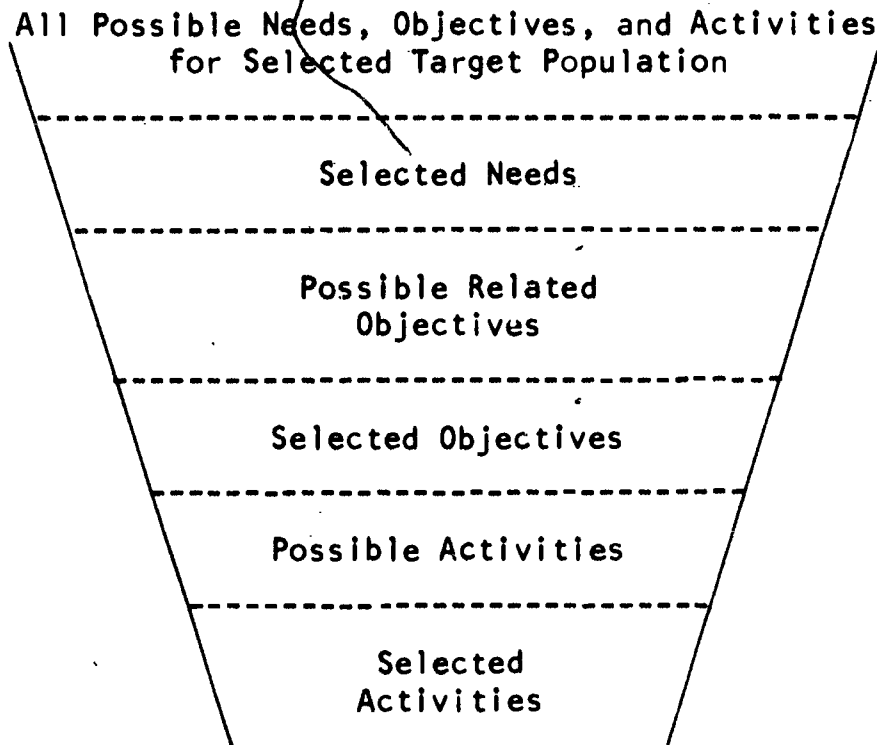 All Possible Needs, Objectives, and Activities
for Selected Target Population
Selected Needs
Possible Related
Objectives
Selected Objectives
Possible Activities
Selected
Activities